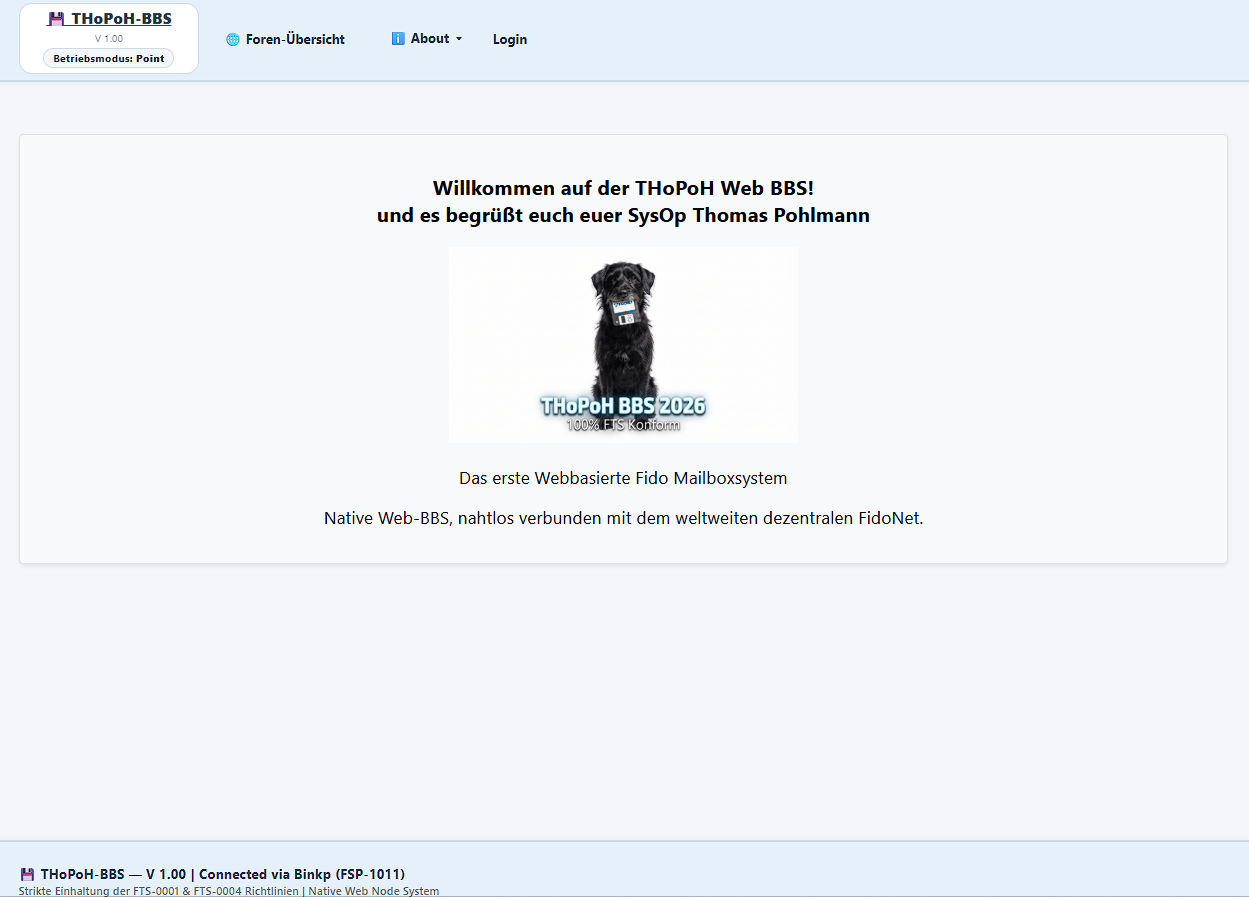 THoPoH-BBS
V 1.00
Betriebsmodus: Point
Foren-Übersicht
About
Login
Willkommen auf der THoPoH Web BBS!
und es begrüßt euch euer SysOp Thomas Pohlmann
THoPoH BBS 2026
100% FTS Konform
Das erste Webbasierte Fido Mailboxsystem
Native Web-BBS, nahtlos verbunden mit dem weltweiten dezentralen FidoNet.
THoPoH-BBS — V 1.00 | Connected via Binkp (FSP-1011)
Strikte Einhaltung der FTS-0001 & FTS-0004 Richtlinien | Native Web Node System